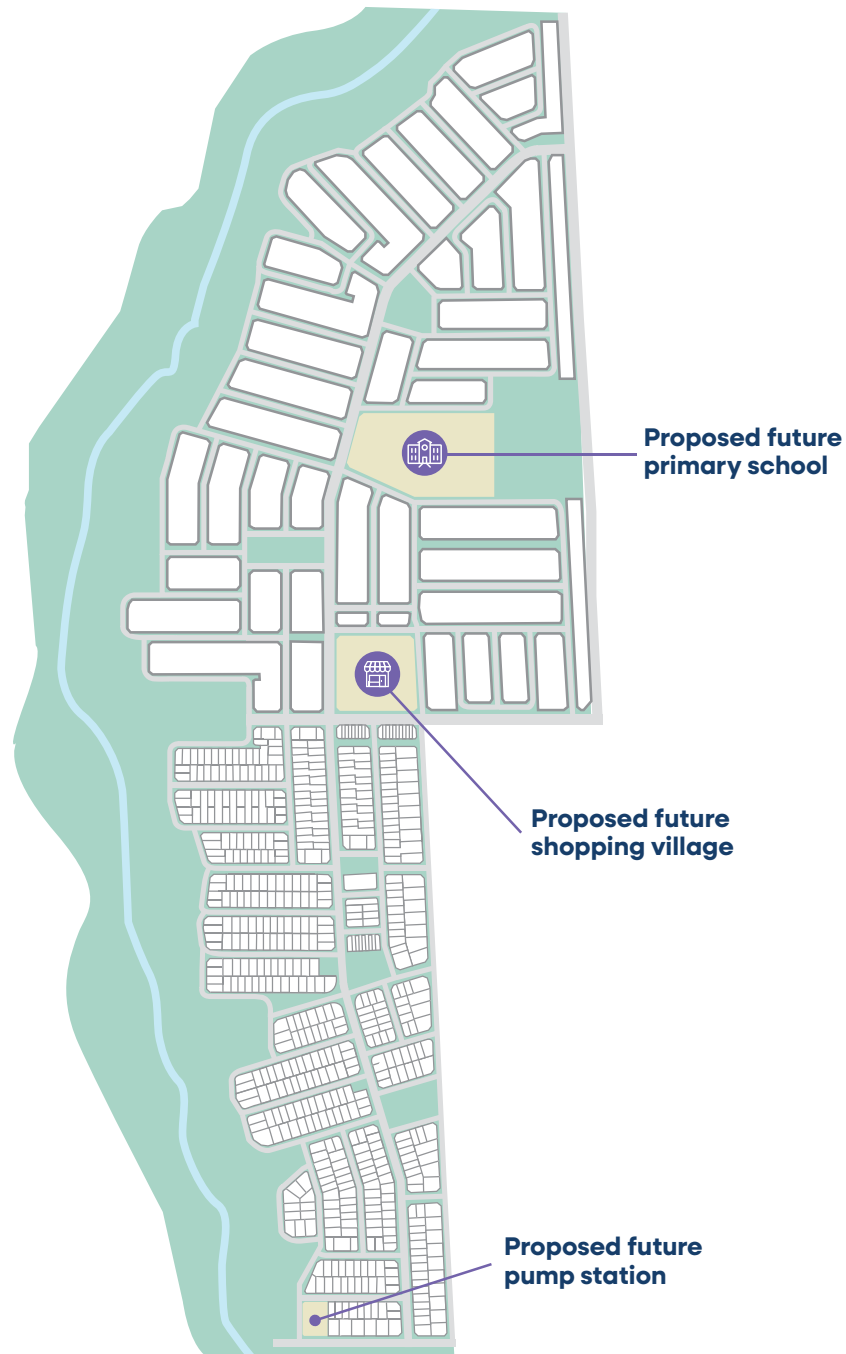 Proposed future
primary school
Proposed future
shopping village
Proposed future
pump station